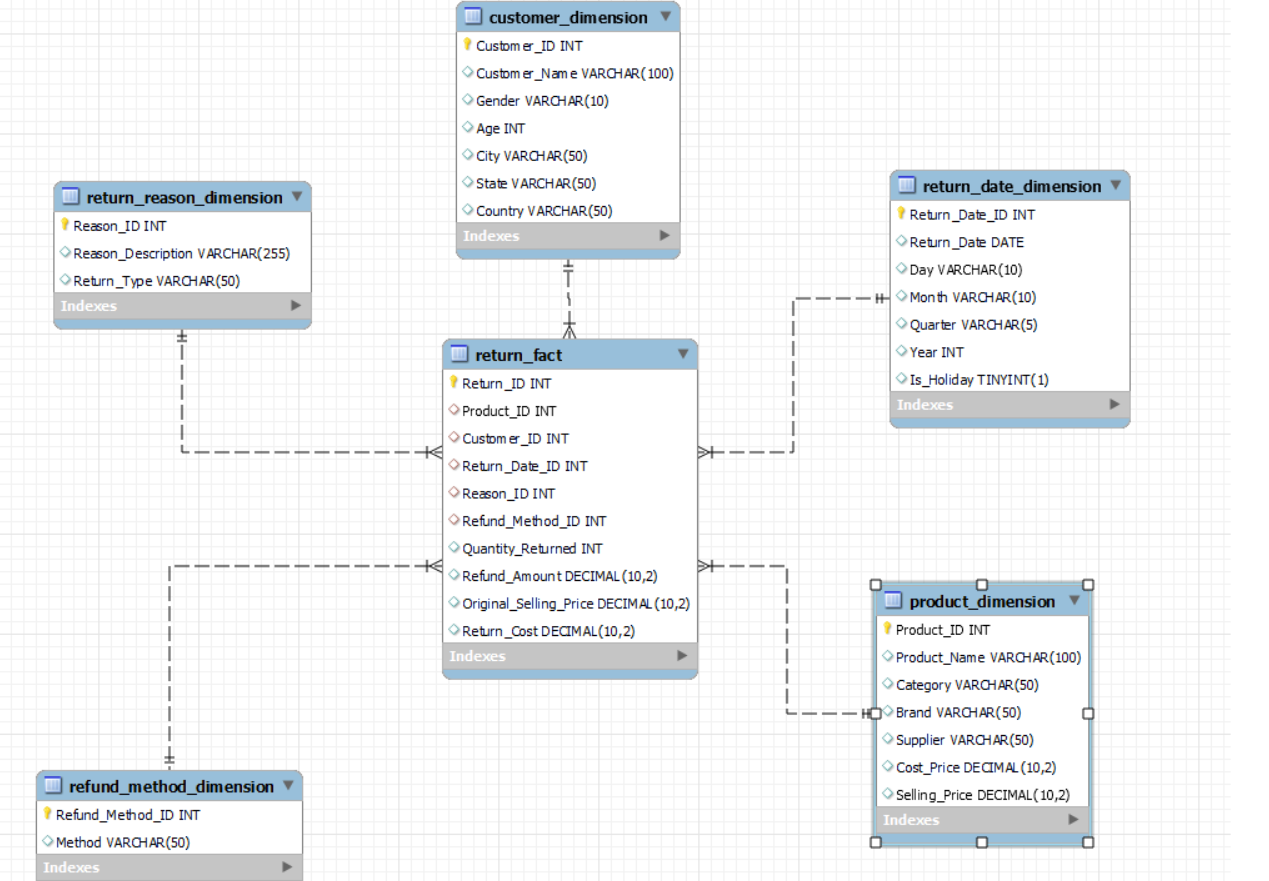 customer_dimension
Customer_ID INT
Customer_Name VARCHAR(100)
Gender VARCHAR(10)
Age INT
City VARCHAR(50)
State VARCHAR(50)
Country VARCHAR(50)
Indexes
return_reason_dimension
Reason_ID INT
Reason_Description VARCHAR(255)
Return_Type VARCHAR(50)
Indexes
return_date_dimension
Return_Date_ID INT
Return_Date DATE
Day VARCHAR(10)
Month VARCHAR(10)
Quarter VARCHAR(5)
Year INT
Is_Holiday TINYINT(1)
Indexes
return_fact
Return_ID INT
Product_ID INT
Customer_ID INT
Return_Date_ID INT
Reason_ID INT
Refund_Method_ID INT
Quantity_Returned INT
Refund_Amount DECIMAL(10,2)
Original_Selling_Price DECIMAL(10,2)
Return_Cost DECIMAL(10,2)
Indexes
product_dimension
Product_ID INT
Product_Name VARCHAR(100)
Category VARCHAR(50)
Brand VARCHAR(50)
Supplier VARCHAR(50)
Cost_Price DECIMAL(10,2)
Selling_Price DECIMAL(10,2)
Indexes
refund_method_dimension
Refund_Method_ID INT
Method VARCHAR(50)
Indexes